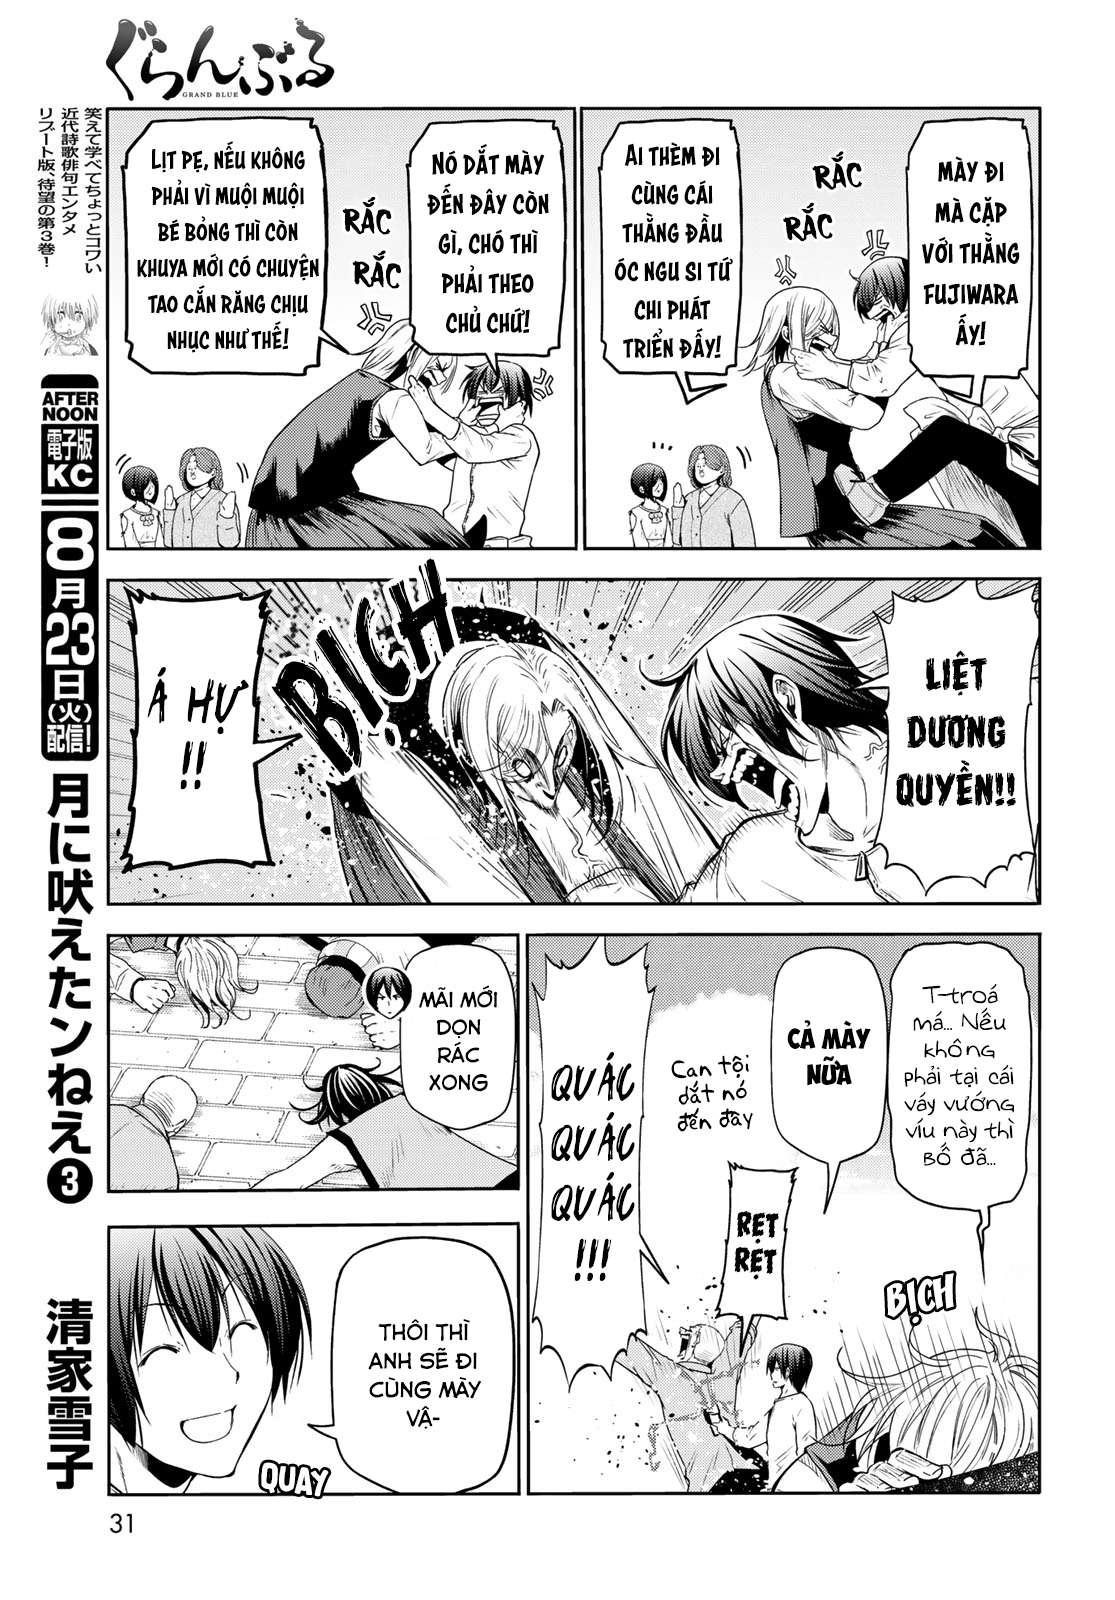 ぐらんぶる
GRAND BLUE
MÀY ĐI
MÀ CẶP
VỚI THẰNG
FUJIWARA
ẤY!
RẮC
RẮC
AI THÈM ĐI
CÙNG CÁI
THẰNG ĐẦU
ÓC NGU SI TỨ
CHI PHÁT
TRIỂN ĐẤY!
NÓ DẮT MÀY
ĐẾN ĐÂY CÒN
GÌ, CHÓ THÌ
PHẢI THEO
CHỦ CHỨ!
RẮC
RẮC
LỊT PẸ, NẾU KHÔNG
PHẢI VÌ MUỘI MUỘI
BÉ BỎNG THÌ CÒN
KHUYA MỚI CÓ CHUYỆN
TAO CẮN RĂNG CHỊU
NHỤC NHƯ THẾ!
LIỆT
DƯƠNG
QUYỀN!!
BỊCH
Á HỰ
!!
T-troá
má... Nếu
không
phải tại cái
váy vướng
víu này thì
Bố đã...
BỊCH
CẢ MÀY
NỮA
Can tội
dắt nó
đến đây
RẸT
RẸT
QUÁC
QUÁC
QUÁC
!!!
MÃI MỚI
DỌN
RÁC
XONG
THÔI THÌ
ANH SẼ ĐI
CÙNG MÀY
VẬ-
QUAY
笑えて学べてちょっとコワい
近代詩歌俳句エンタメ
リブート版、待望の第3巻！
AFTER
NOON
電子版
KC
8月23日(火)配信!
月に吠えたンねえ❸
清家雪子
31